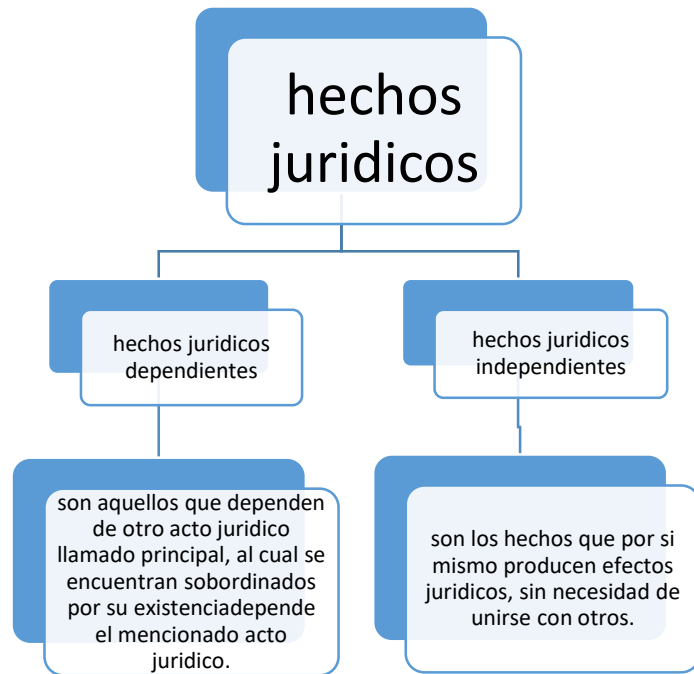 hechos
juridicos
hechos juridicos
dependientes
hechos juridicos
independientes
son aquellos que dependen
de otro acto juridico
llamado principal, al cual se
encuentran sobordinados
por su existenciadepende
el mencionado acto
juridico.
son los hechos que por si
mismo producen efectos
juridicos, sin necesidad de
unirse con otros.